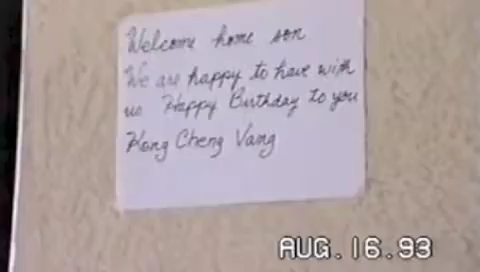 Welcome home son
We are happy to have with
us Happy Birthday to you
Kong Cheng Vang
AUG. 16. 93